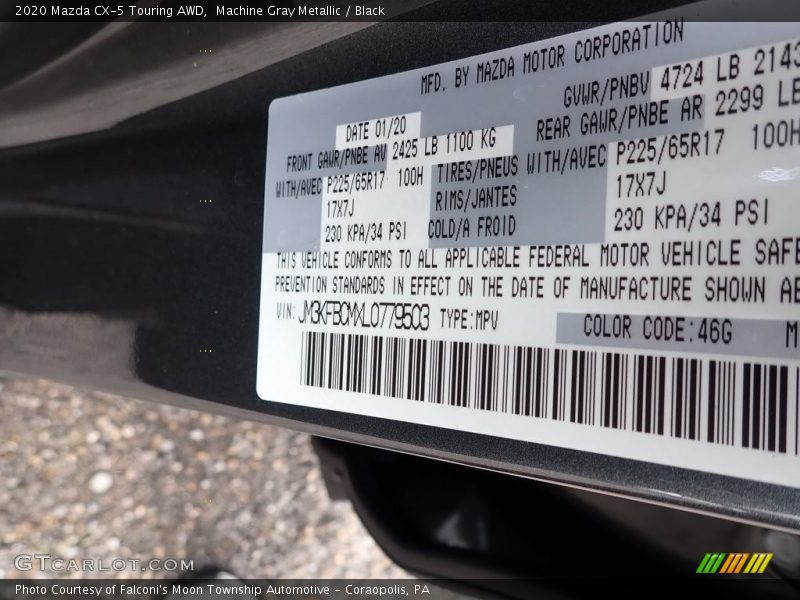 2020 Mazda CX-5 Touring AWD, Machine Gray Metallic / Black
MFD. BY MAZDA MOTOR CORPORATION
DATE 01/20 GVWR/PNBV 4724 LB 2143
FRONT GAWR/PNBE AV 2425 LB 1100 KG REAR GAWR/PNBE AR 2299 LB
WITH/AVEC P225/65R17 100H TIRES/PNEUS WITH/AVEC P225/65R17 100H
17X7J RIMS/JANTES 17X7J
230 KPA/34 PSI COLD/A FROID 230 KPA/34 PSI
THIS VEHICLE CONFORMS TO ALL APPLICABLE FEDERAL MOTOR VEHICLE SAFE
PREVENTION STANDARDS IN EFFECT ON THE DATE OF MANUFACTURE SHOWN AB
VIN: JM3KFBCMXL0779503 TYPE:MPV COLOR CODE:46G M
GTCARLOT.COM
Photo Courtesy of Falconi's Moon Township Automotive - Coraopolis, PA